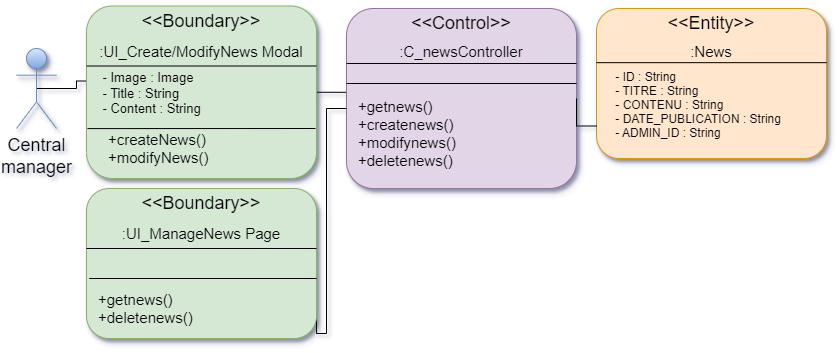 <<Boundary>>
:UI_Create/ModifyNews Modal
- Image : Image
- Title : String
- Content : String
+createNews()
+modifyNews()
Central
manager
<<Boundary>>
:UI_ManageNews Page
+getnews()
+deletenews()
<<Control>>
:C_newsController
+getnews()
+createnews()
+modifynews()
+deletenews()
<<Entity>>
:News
- ID : String
- TITRE : String
- CONTENU : String
- DATE_PUBLICATION : String
- ADMIN_ID : String